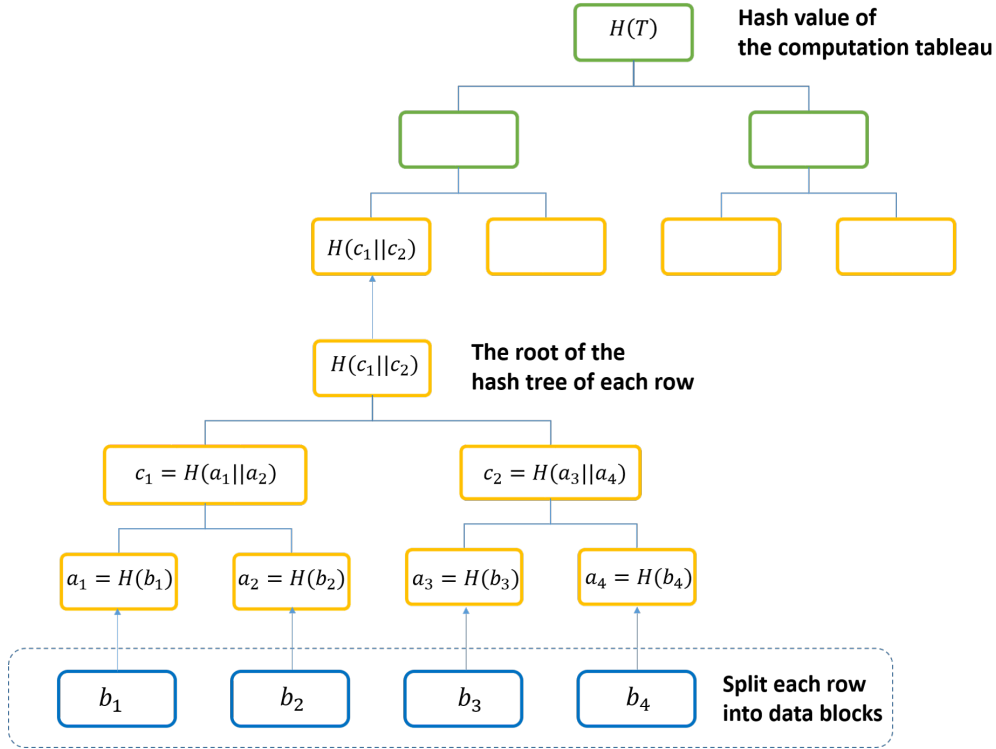 H(T)
Hash value of
the computation tableau
H(c₁||c₂)
H(c₁||c₂)
The root of the
hash tree of each row
c₁ = H(a₁||a₂)
c₂ = H(a₃||a₄)
a₁ = H(b₁)
a₂ = H(b₂)
a₃ = H(b₃)
a₄ = H(b₄)
b₁
b₂
b₃
b₄
Split each row
into data blocks